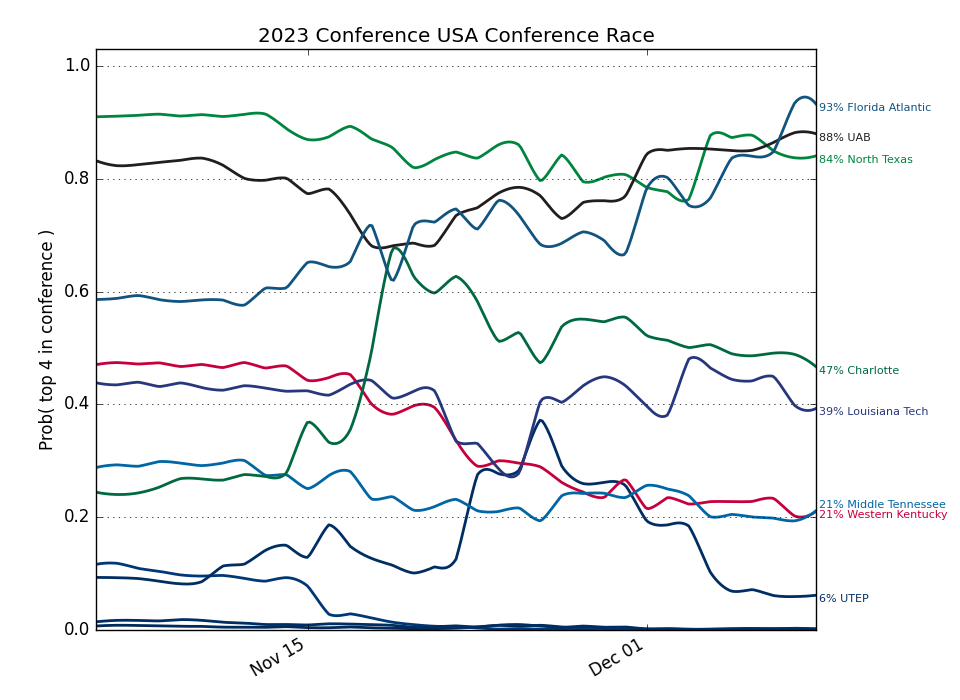 2023 Conference USA Conference Race
Prob( top 4 in conference )
1.0
0.8
0.6
0.4
0.2
0.0
Nov 15
Dec 01
93% Florida Atlantic
88% UAB
84% North Texas
47% Charlotte
39% Louisiana Tech
21% Middle Tennessee
21% Western Kentucky
6% UTEP